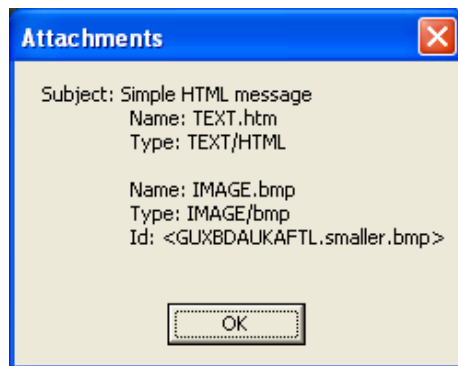 Attachments
Subject: Simple HTML message
Name: TEXT.htm
Type: TEXT/HTML
Name: IMAGE.bmp
Type: IMAGE/bmp
Id: <GUXBDAUKAFTL.smaller.bmp>
OK